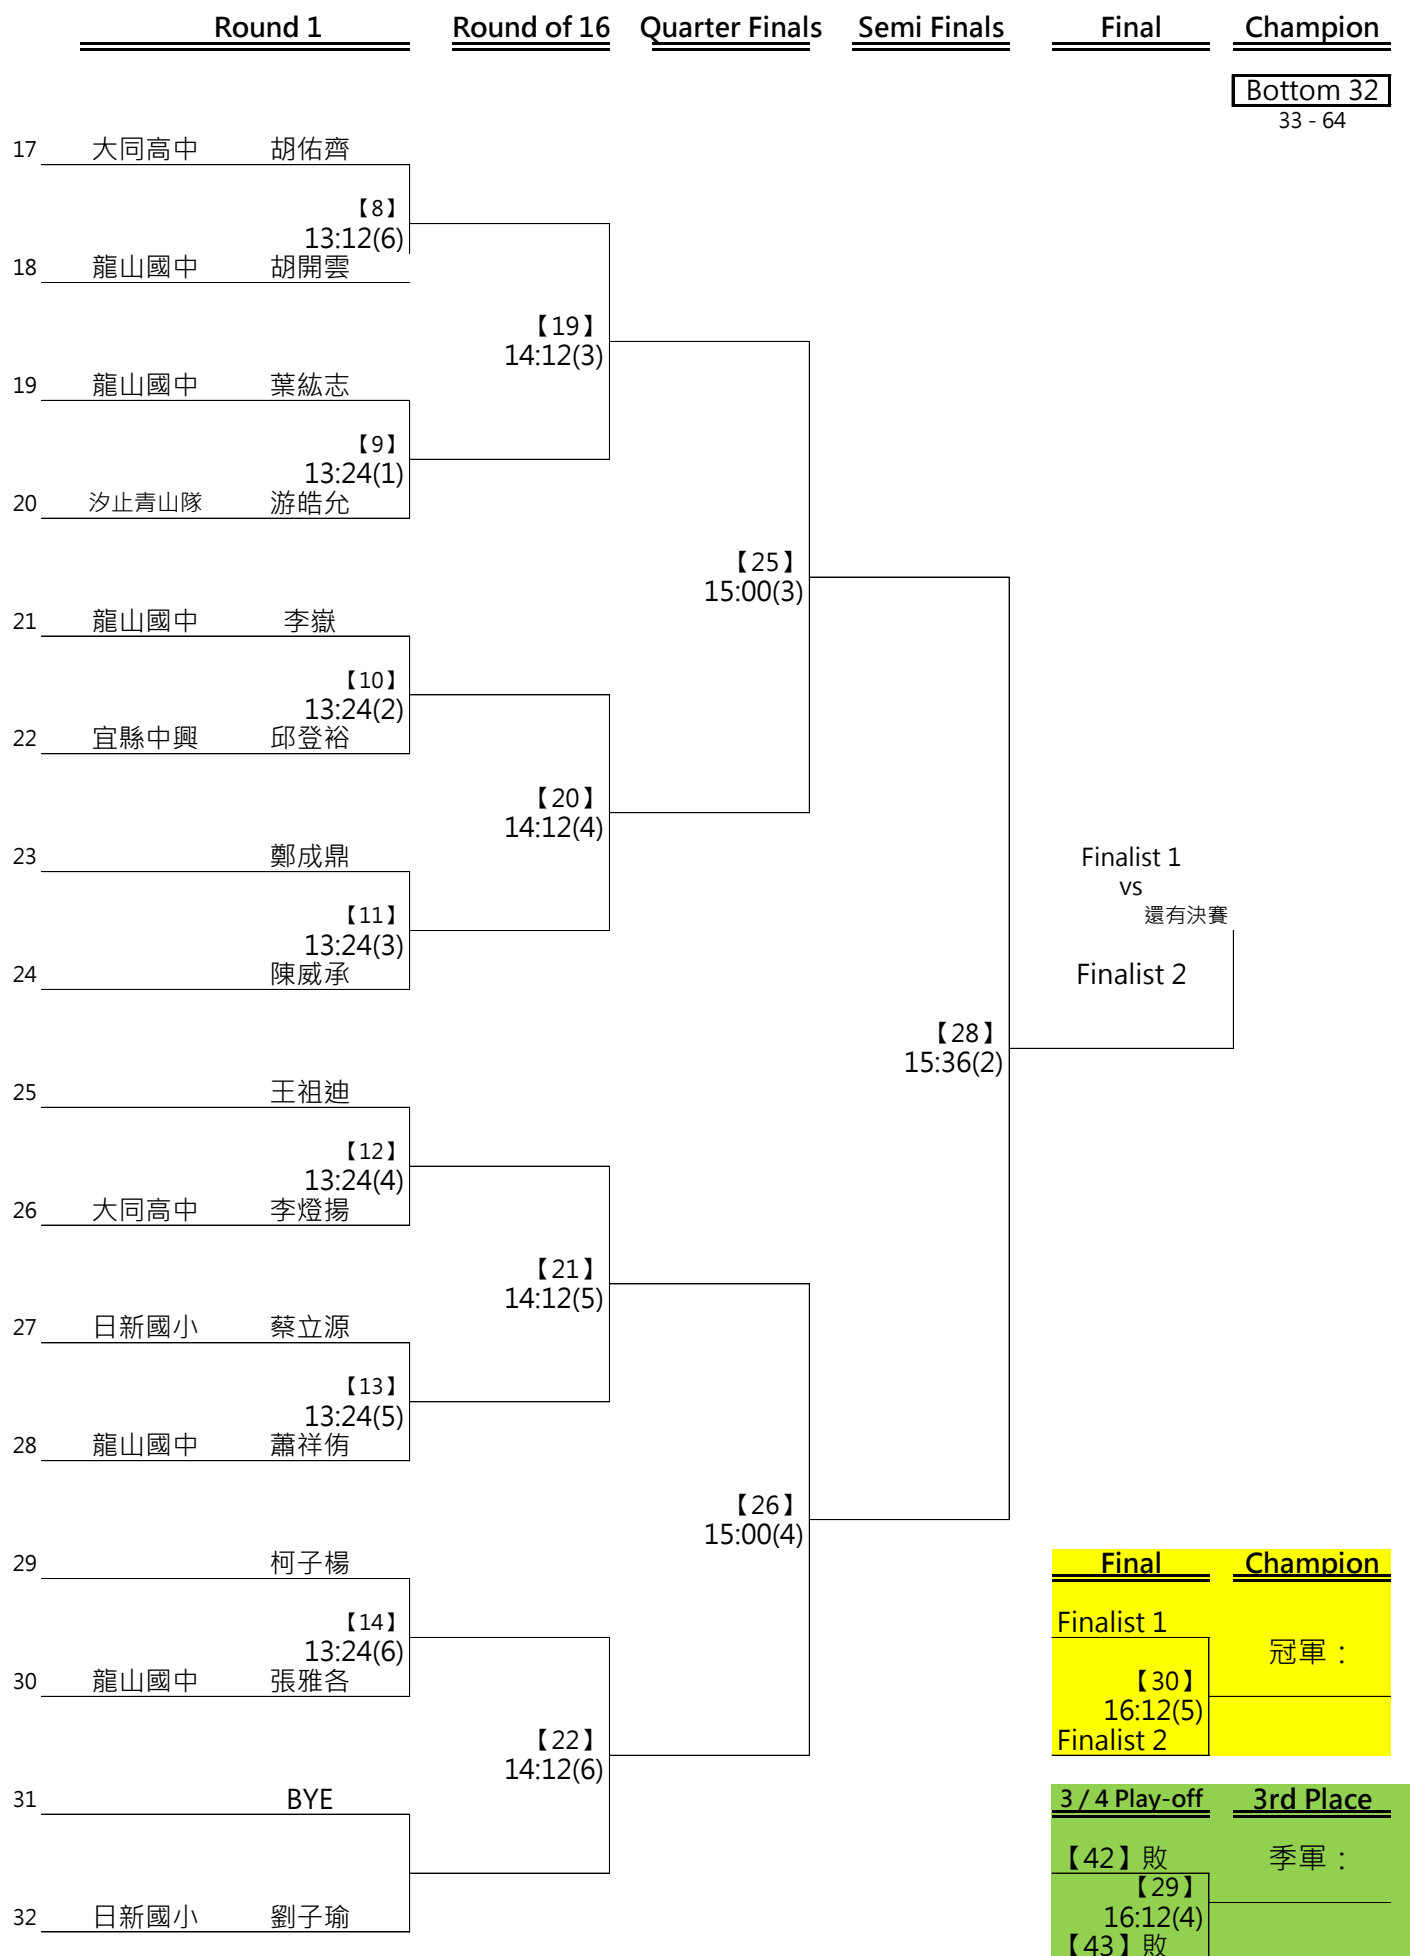 Round 1 Round of 16 Quarter Finals Semi Finals Final Champion
Bottom 32
33 - 64
17 大同高中 胡佑齊
【8】
13:12(6)
18 龍山國中 胡開雲
【19】
14:12(3)
19 龍山國中 葉紘志
【9】
13:24(1)
20 汐止青山隊 游皓允
【25】
15:00(3)
21 龍山國中 李嶽
【10】
13:24(2)
22 宜縣中興 邱登裕
【20】
14:12(4)
23 鄭成鼎 Finalist 1
vs
【11】 還有決賽
13:24(3)
24 陳威承 Finalist 2
【28】
15:36(2)
25 王祖迪
【12】
13:24(4)
26 大同高中 李燈揚
【21】
14:12(5)
27 日新國小 蔡立源
【13】
13:24(5)
28 龍山國中 蕭祥侑
【26】
15:00(4)
29 柯子楊 Final Champion
【14】 Finalist 1
13:24(6) 冠軍：
30 龍山國中 張雅各 【30】
16:12(5)
【22】 Finalist 2
14:12(6)
31 BYE 3 / 4 Play-off 3rd Place
【42】敗 季軍：
【29】
32 日新國小 劉子瑜 16:12(4)
【43】敗